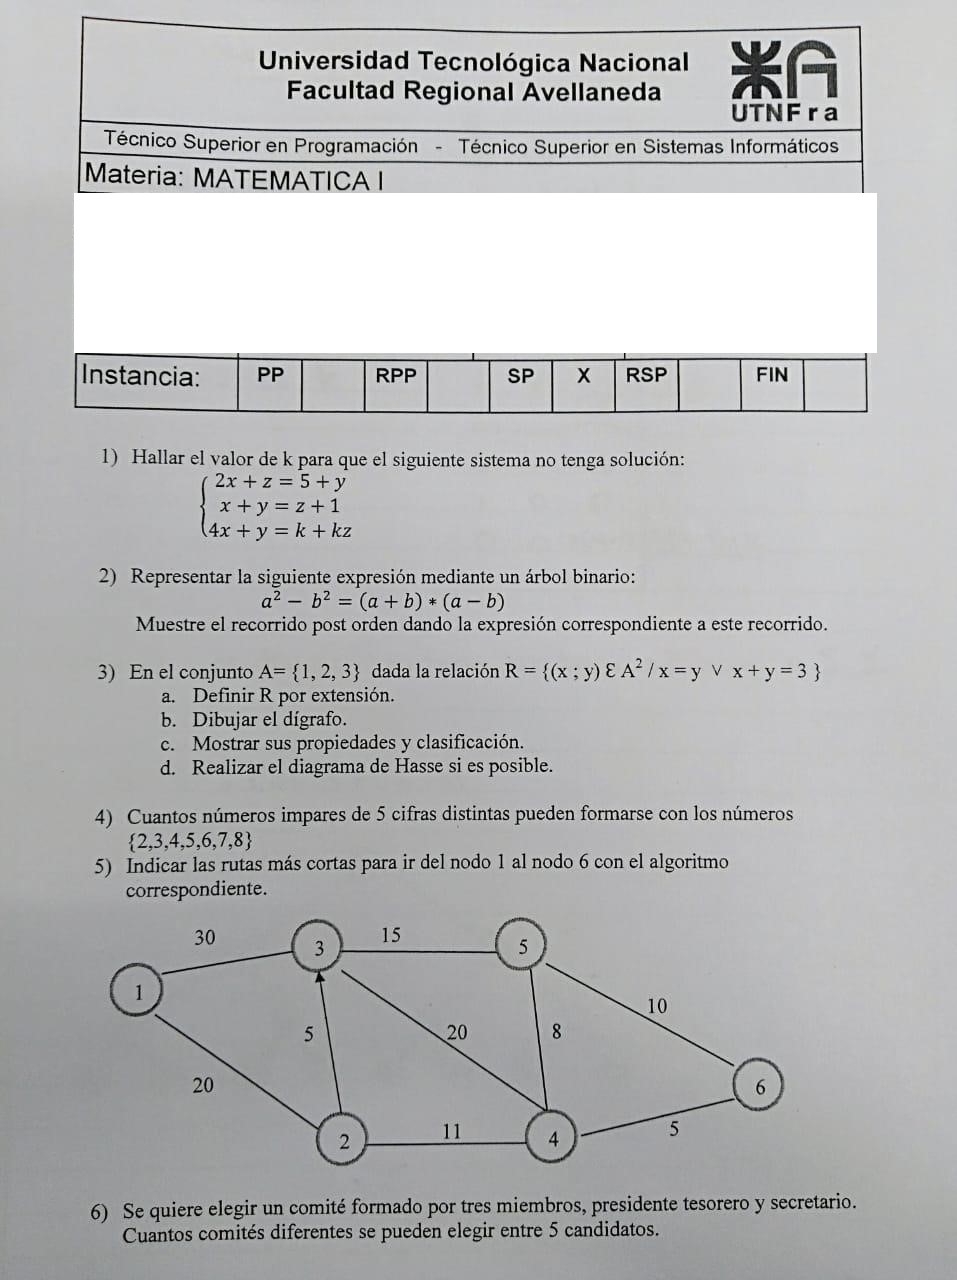 Universidad Tecnológica Nacional
Facultad Regional Avellaneda
UTNFra
Técnico Superior en Programación - Técnico Superior en Sistemas Informáticos
Materia: MATEMATICA I
Instancia: PP RPP SP X RSP FIN
1) Hallar el valor de k para que el siguiente sistema no tenga solución:
2x + z = 5 + y
x + y = z + 1
4x + y = k + kz
2) Representar la siguiente expresión mediante un árbol binario:
a² − b² = (a + b) ∗ (a − b)
Muestre el recorrido post orden dando la expresión correspondiente a este recorrido.
3) En el conjunto A= {1, 2, 3} dada la relación R = {(x ; y) Ɛ A² / x = y ∨ x + y = 3 }
a. Definir R por extensión.
b. Dibujar el dígrafo.
c. Mostrar sus propiedades y clasificación.
d. Realizar el diagrama de Hasse si es posible.
4) Cuantos números impares de 5 cifras distintas pueden formarse con los números
{2,3,4,5,6,7,8}
5) Indicar las rutas más cortas para ir del nodo 1 al nodo 6 con el algoritmo
correspondiente.
30
15
3
5
1
10
5
20
8
20
6
11
5
2
4
6) Se quiere elegir un comité formado por tres miembros, presidente tesorero y secretario.
Cuantos comités diferentes se pueden elegir entre 5 candidatos.